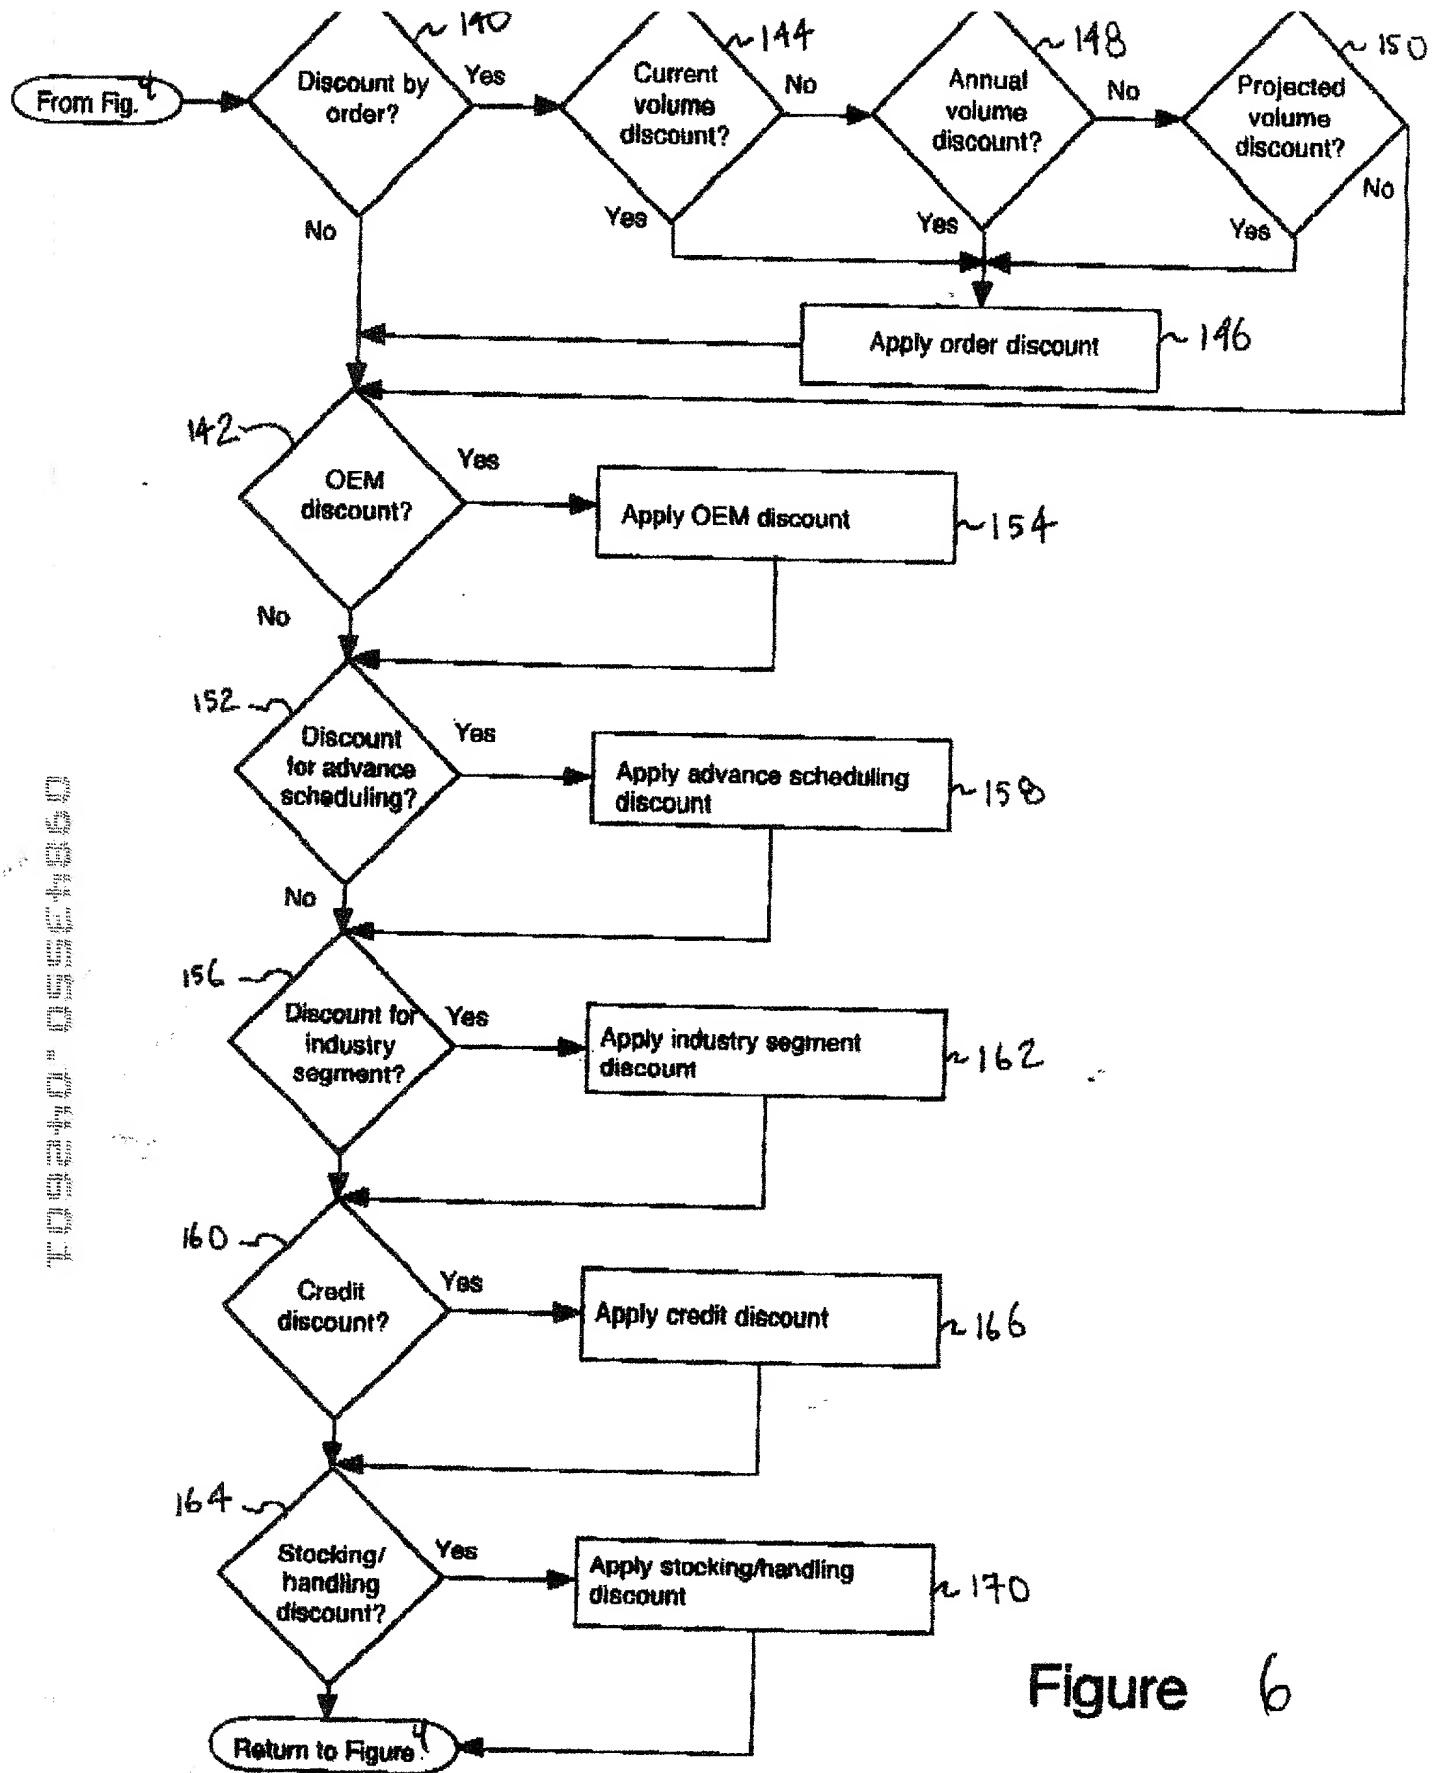 140
144
148
150
From Fig. 4
Discount by
order?
Yes
Current
volume
discount?
No
Annual
volume
discount?
No
Projected
volume
discount?
No
No
Yes
Yes
Yes
Apply order discount
146
142
OEM
discount?
Yes
Apply OEM discount
154
No
152
Discount
for advance
scheduling?
Yes
Apply advance scheduling
discount
158
No
156
Discount for
industry
segment?
Yes
Apply industry segment
discount
162
160
Credit
discount?
Yes
Apply credit discount
166
164
Stocking/
handling
discount?
Yes
Apply stocking/handling
discount
170
Return to Figure 4
Figure 6